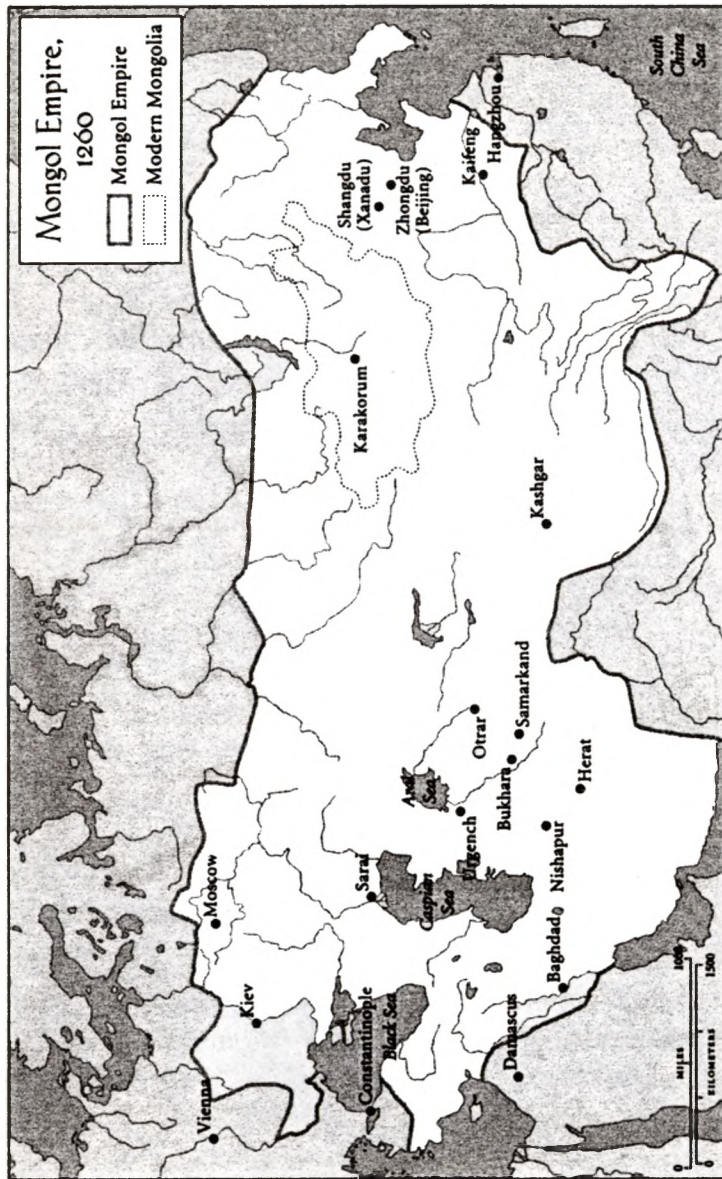 Mongol Empire,
1260
Mongol Empire
Modern Mongolia
Vienna
Moscow
Kiev
Constantinople
Black Sea
Sarai
Caspian
Sea
Aral
Sea
Urgench
Otrar
Bukhara
Samarkand
Nishapur
Herat
Baghdad
Damascus
Kashgar
Karakorum
Shangdu
(Xanadu)
Zhongdu
(Beijing)
Kaifeng
Hangzhou
South
China
Sea
0 MILES 1000
0 KILOMETERS 1500